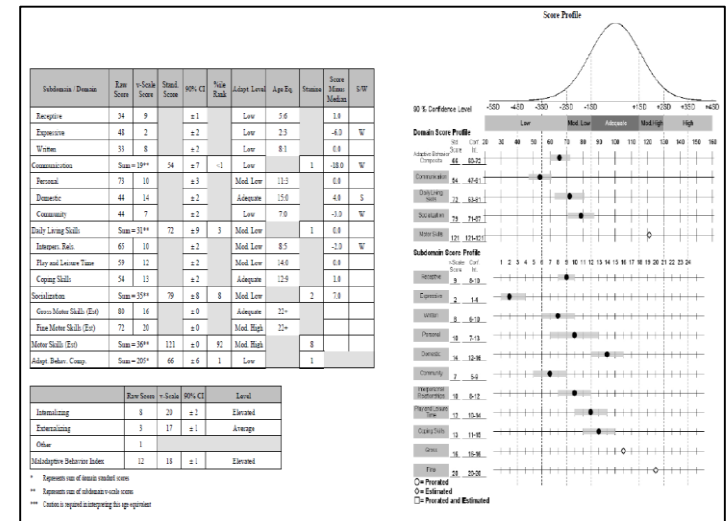 Score Profile
Subdomain / Domain Raw Score v-Scale Score Stand. Score 90% CI %ile Rank Adapt. Level Age Eq. Stanine Score Minus Median S/W
Receptive 34 9 ± 1 Low 5:6 1.0
Expressive 48 2 ± 2 Low 2:5 -6.0 W
Written 33 8 ± 2 Low 8:1 0.0
Communication Sum = 19** 54 ± 7 <1 Low 1 -18.0 W
Personal 73 10 ± 3 Mod. Low 11:3 0.0
Domestic 44 14 ± 2 Adequate 15:0 4.0 S
Community 44 7 ± 2 Low 7:0 -3.0 W
Daily Living Skills Sum = 31** 72 ± 9 3 Mod. Low 1 0.0
Interpers. Rels. 65 10 ± 2 Mod. Low 8:5 -2.0 W
Play and Leisure Time 59 12 ± 2 Mod. Low 14:0 0.0
Coping Skills 54 13 ± 2 Adequate 12:9 1.0
Socialization Sum = 35** 79 ± 8 8 Mod. Low 2 7.0
Gross Motor Skills (Est) 80 16 ± 0 Adequate 22+
Fine Motor Skills (Est) 72 20 ± 0 Mod. High 22+
Motor Skills (Est) Sum = 36** 121 ± 0 92 Mod. High 8
Adapt. Behav. Comp. Sum = 205* 66 ± 6 1 Low 1
Raw Score v-Scale 90% CI Level
Internalizing 8 20 ± 2 Elevated
Externalizing 3 17 ± 1 Average
Other 1
Maladaptive Behavior Index 12 18 ± 1 Elevated
* Represents sum of domain standard scores
** Represents sum of subdomain v-scale scores
*** Caution is required in interpreting this age equivalent
90 % Confidence Level
Low Mod. Low Adequate Mod. High High
Domain Score Profile 20 30 40 50 60 70 80 90 100 110 120 130 140 150 160
Std. Score Conf. Int.
Adaptive Behavior Composite 66 60-72
Communication 54 47-61
Daily Living Skills 72 63-81
Socialization 79 71-87
Motor Skills 121 121-121
Subdomain Score Profile
v-Scale Score Conf. Int.
1 2 3 4 5 6 7 8 9 10 11 12 13 14 15 16 17 18 19 20 21 22 23 24
Receptive 9 8-10
Expressive 2 1-4
Written 8 6-10
Personal 10 7-13
Domestic 14 12-16
Community 7 5-9
Interpersonal Relationships 10 8-12
Play and Leisure Time 12 10-14
Coping Skills 13 11-15
Gross 16 16-16
Fine 20 20-20
O= Prorated
◇= Estimated
□= Prorated and Estimated